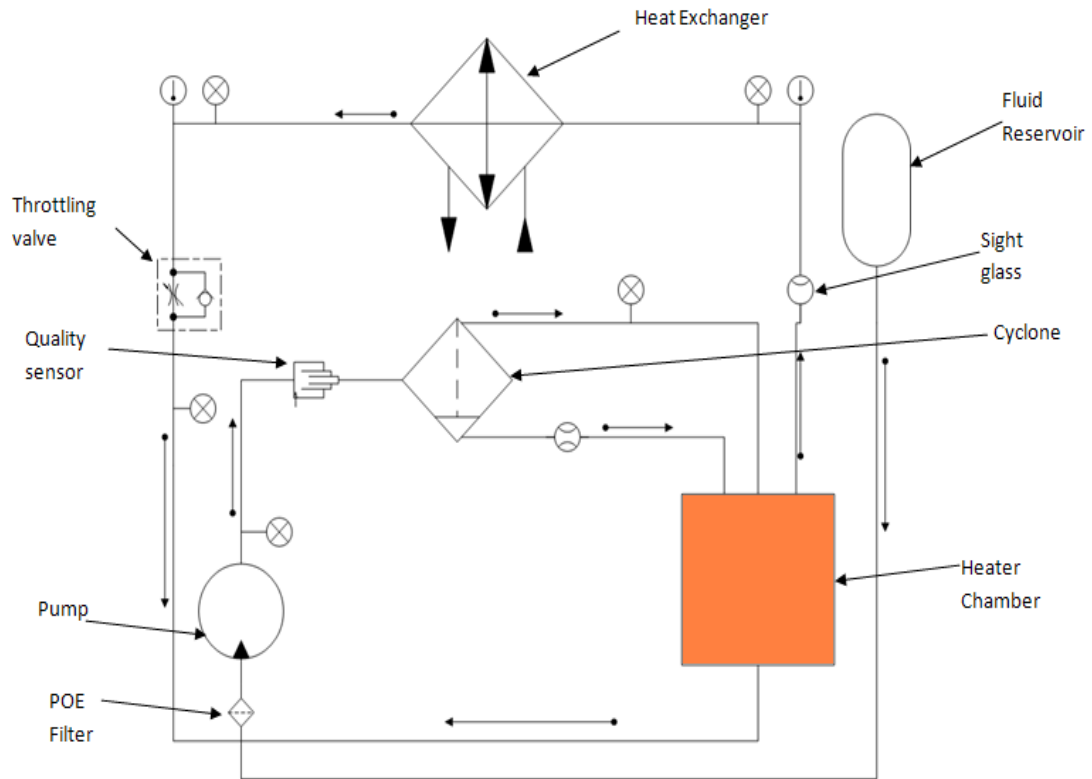 Heat Exchanger
Fluid
Reservoir
Throttling
valve
Sight
glass
Quality
sensor
Cyclone
Heater
Chamber
Pump
POE
Filter